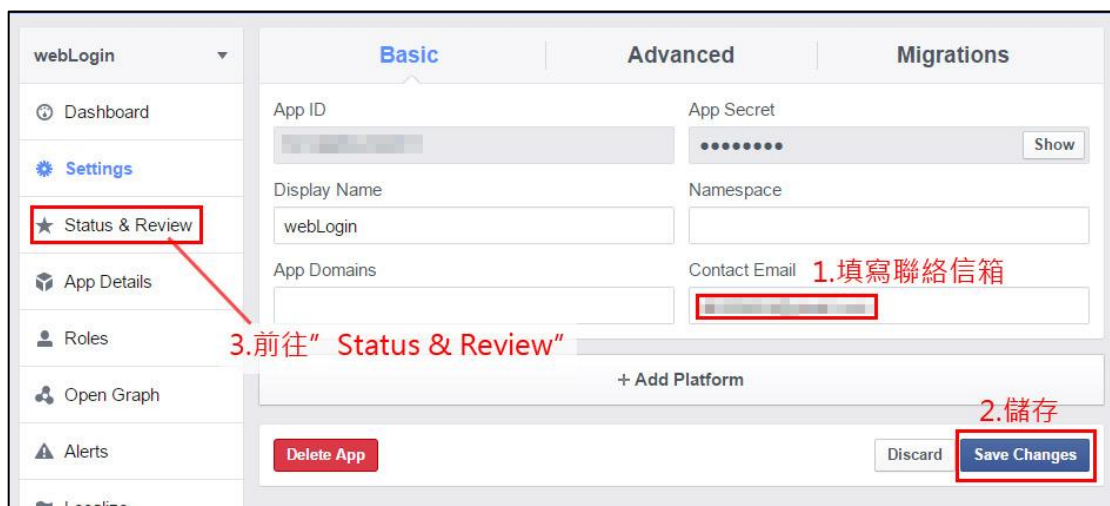 webLogin
Dashboard
Settings
Status & Review
App Details
Roles
Open Graph
Alerts
Localize
Basic
Advanced
Migrations
App ID
App Secret
••••••••
Show
Display Name
webLogin
Namespace
App Domains
Contact Email
1.填寫聯絡信箱
3.前往" Status & Review"
+ Add Platform
2.儲存
Delete App
Discard
Save Changes